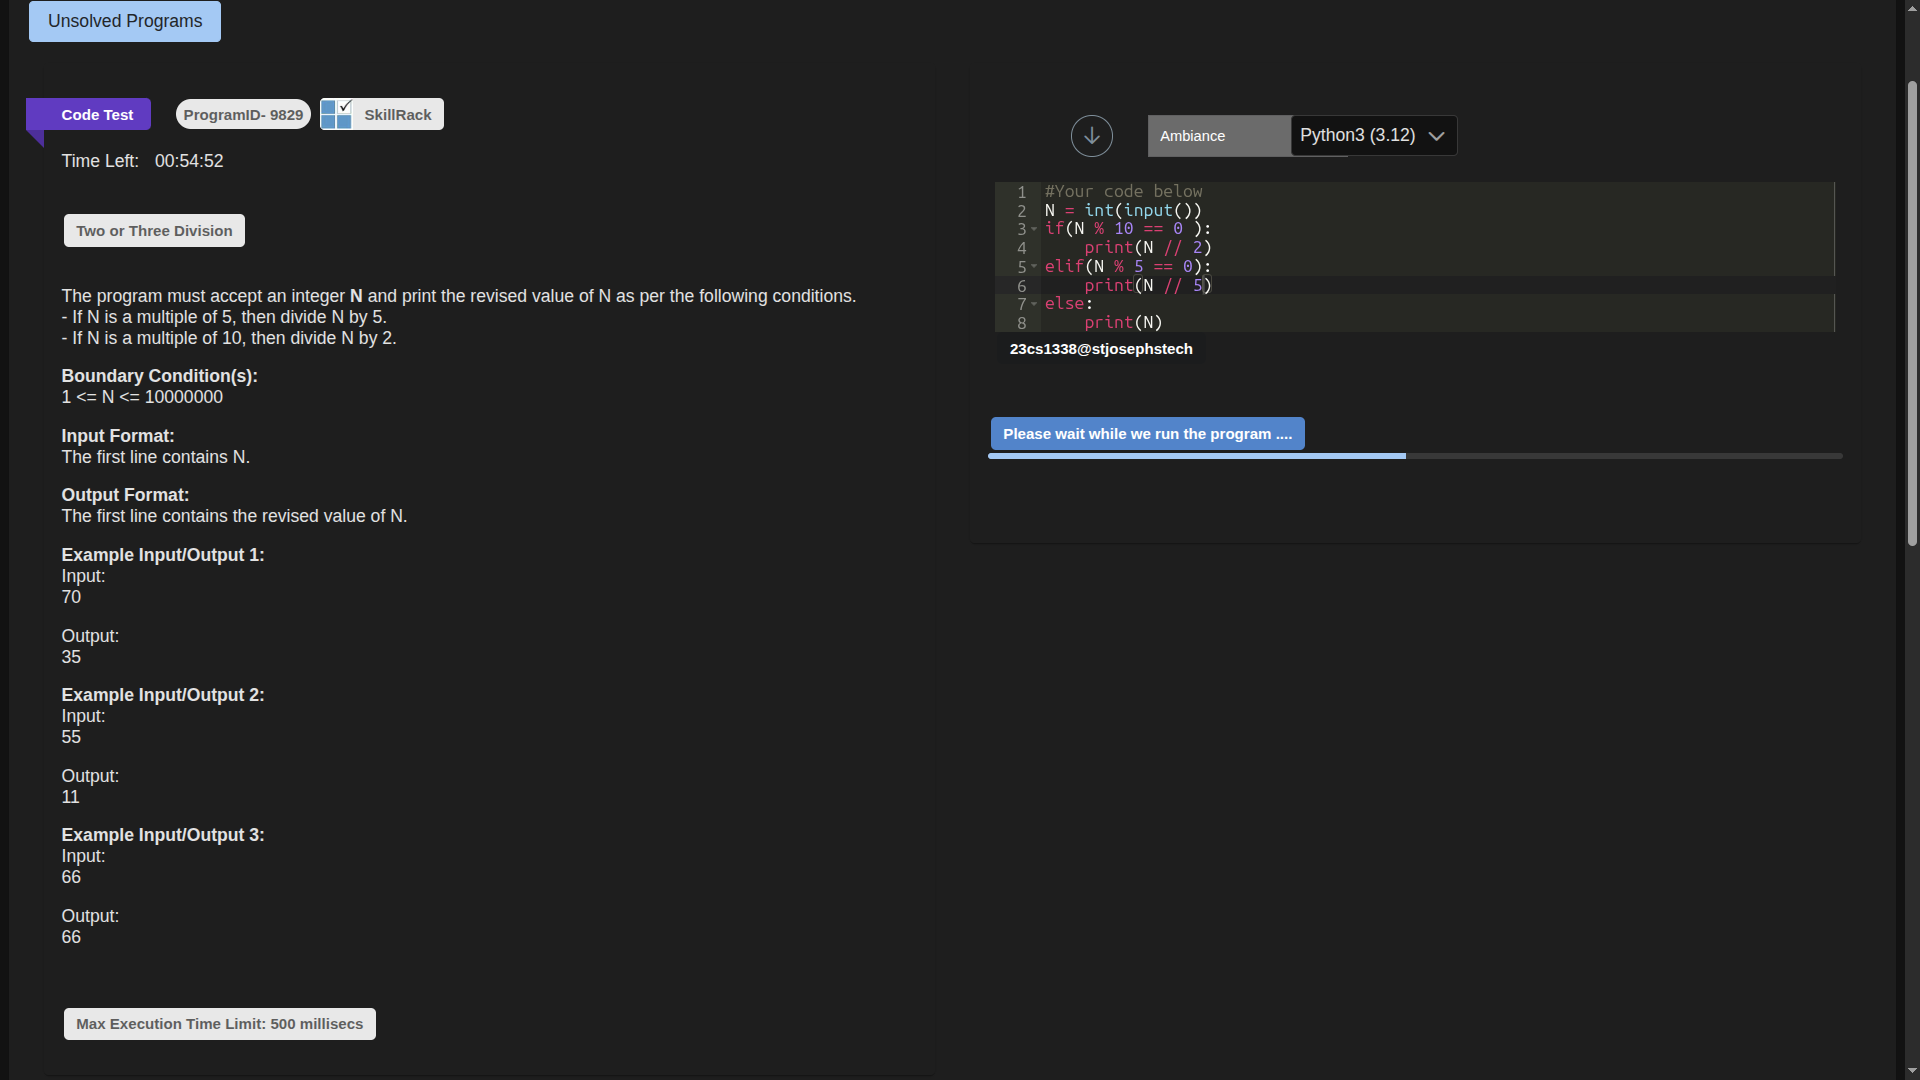 Unsolved Programs
Code Test
ProgramID- 9829
SkillRack
Time Left: 00:54:52
Two or Three Division
The program must accept an integer N and print the revised value of N as per the following conditions.
- If N is a multiple of 5, then divide N by 5.
- If N is a multiple of 10, then divide N by 2.
Boundary Condition(s):
1 <= N <= 10000000
Input Format:
The first line contains N.
Output Format:
The first line contains the revised value of N.
Example Input/Output 1:
Input:
70
Output:
35
Example Input/Output 2:
Input:
55
Output:
11
Example Input/Output 3:
Input:
66
Output:
66
Max Execution Time Limit: 500 millisecs
Ambiance
Python3 (3.12)
1 #Your code below
2 N = int(input())
3 if(N % 10 == 0 ):
4     print(N // 2)
5 elif(N % 5 == 0):
6     print(N // 5)
7 else:
8     print(N)
23cs1338@stjosephstech
Please wait while we run the program ....